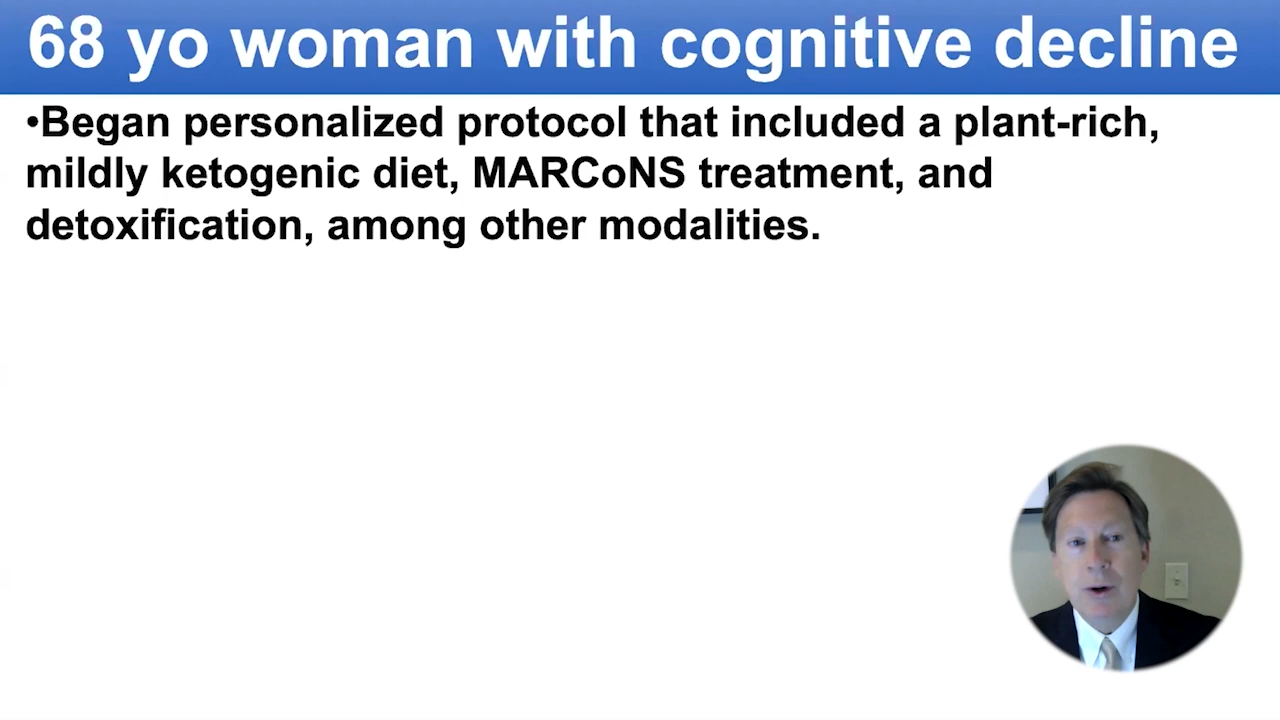 68 yo woman with cognitive decline
•Began personalized protocol that included a plant-rich,
mildly ketogenic diet, MARCoNS treatment, and
detoxification, among other modalities.